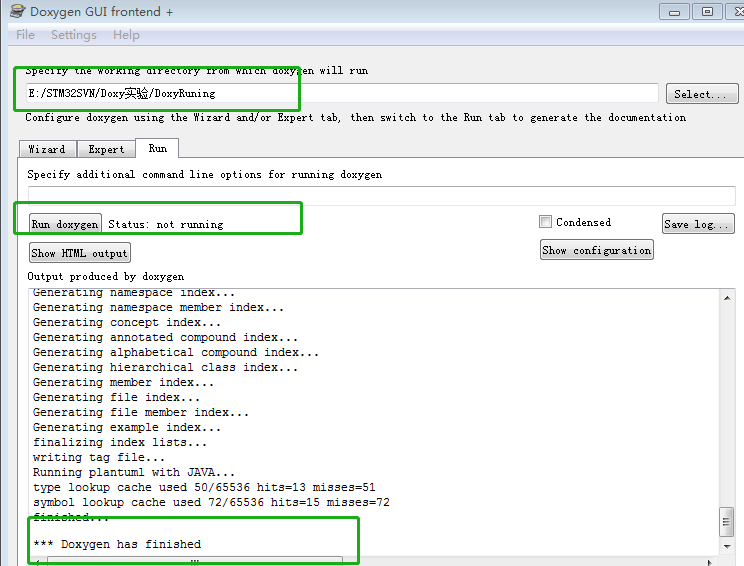 Doxygen GUI frontend +
File Settings Help
Specify the working directory from which doxygen will run
E:/STM32SVN/Doxy实验/DoxyRuning
Select...
Configure doxygen using the Wizard and/or Expert tab, then switch to the Run tab to generate the documentation
Wizard Expert Run
Specify additional command line options for running doxygen
Run doxygen Status: not running Condensed Save log...
Show HTML output Show configuration
Output produced by doxygen
Generating namespace index...
Generating namespace member index...
Generating concept index...
Generating annotated compound index...
Generating alphabetical compound index...
Generating hierarchical class index...
Generating member index...
Generating file index...
Generating file member index...
Generating example index...
finalizing index lists...
writing tag file...
Running plantuml with JAVA...
type lookup cache used 50/65536 hits=13 misses=51
symbol lookup cache used 72/65536 hits=15 misses=72
finished...
*** Doxygen has finished